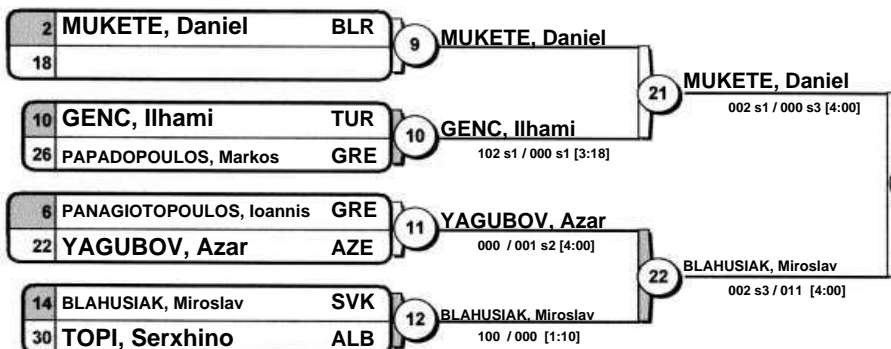 2 MUKETE, Daniel BLR
18
9
MUKETE, Daniel
10 GENC, Ilhami TUR
26 PAPADOPOULOS, Markos GRE
10
GENC, Ilhami
102 s1 / 000 s1 [3:18]
21
MUKETE, Daniel
002 s1 / 000 s3 [4:00]
6 PANAGIOTOPOULOS, Ioannis GRE
22 YAGUBOV, Azar AZE
11
YAGUBOV, Azar
000 / 001 s2 [4:00]
14 BLAHUSIAK, Miroslav SVK
30 TOPI, Serxhino ALB
12
BLAHUSIAK, Miroslav
100 / 000 [1:10]
22
BLAHUSIAK, Miroslav
002 s3 / 011 [4:00]